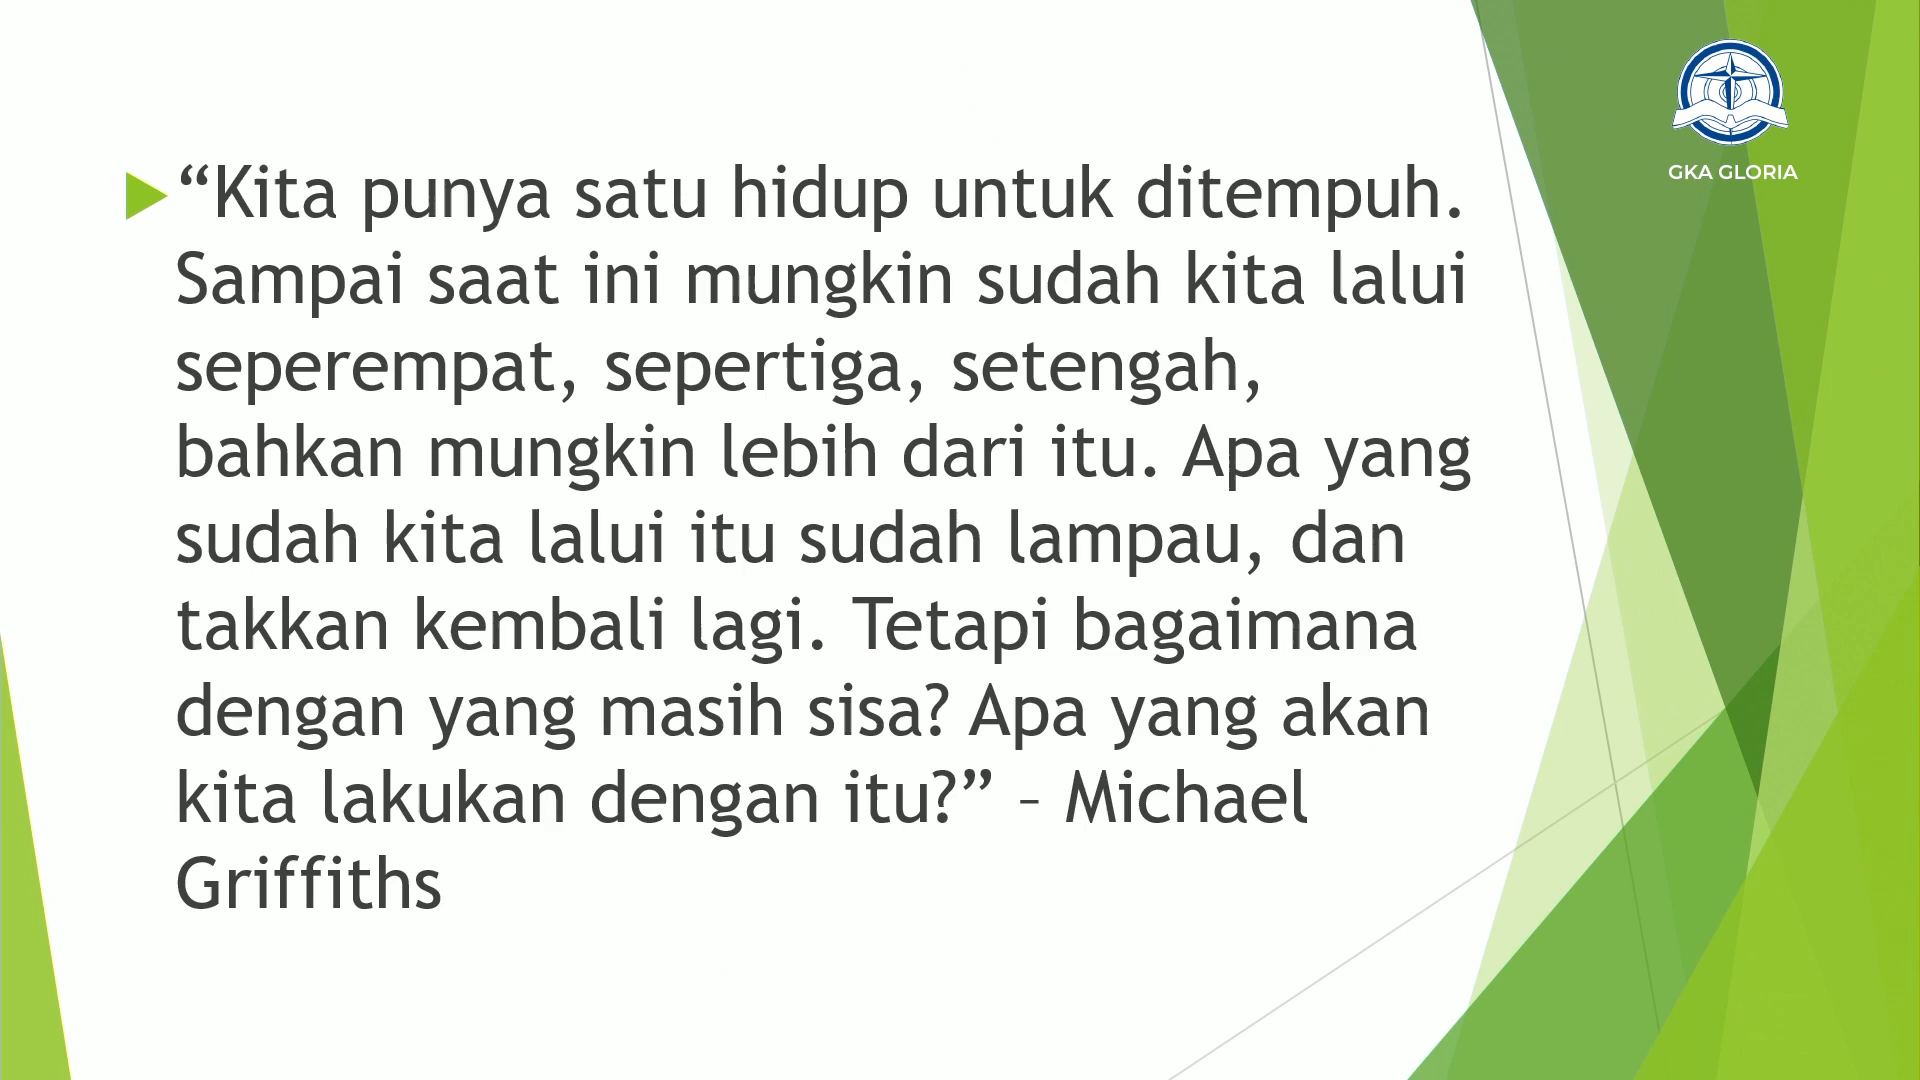 GKA GLORIA
“Kita punya satu hidup untuk ditempuh.
Sampai saat ini mungkin sudah kita lalui
seperempat, sepertiga, setengah,
bahkan mungkin lebih dari itu. Apa yang
sudah kita lalui itu sudah lampau, dan
takkan kembali lagi. Tetapi bagaimana
dengan yang masih sisa? Apa yang akan
kita lakukan dengan itu?” – Michael
Griffiths